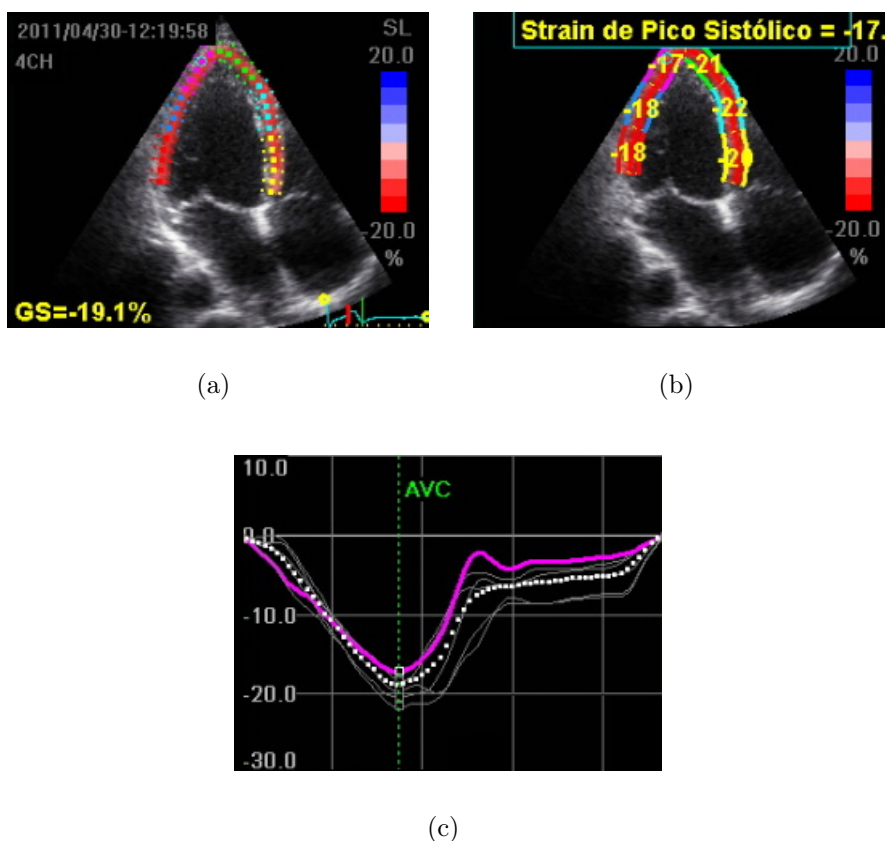 2011/04/30-12:19:58
4CH
SL
20.0
-20.0
%
GS=-19.1%
(a)
Strain de Pico Sistólico = -17.
20.0
-17
-21
-18
-22
-18
-20.0
%
(b)
10.0
AVC
0.0
-10.0
-20.0
-30.0
(c)